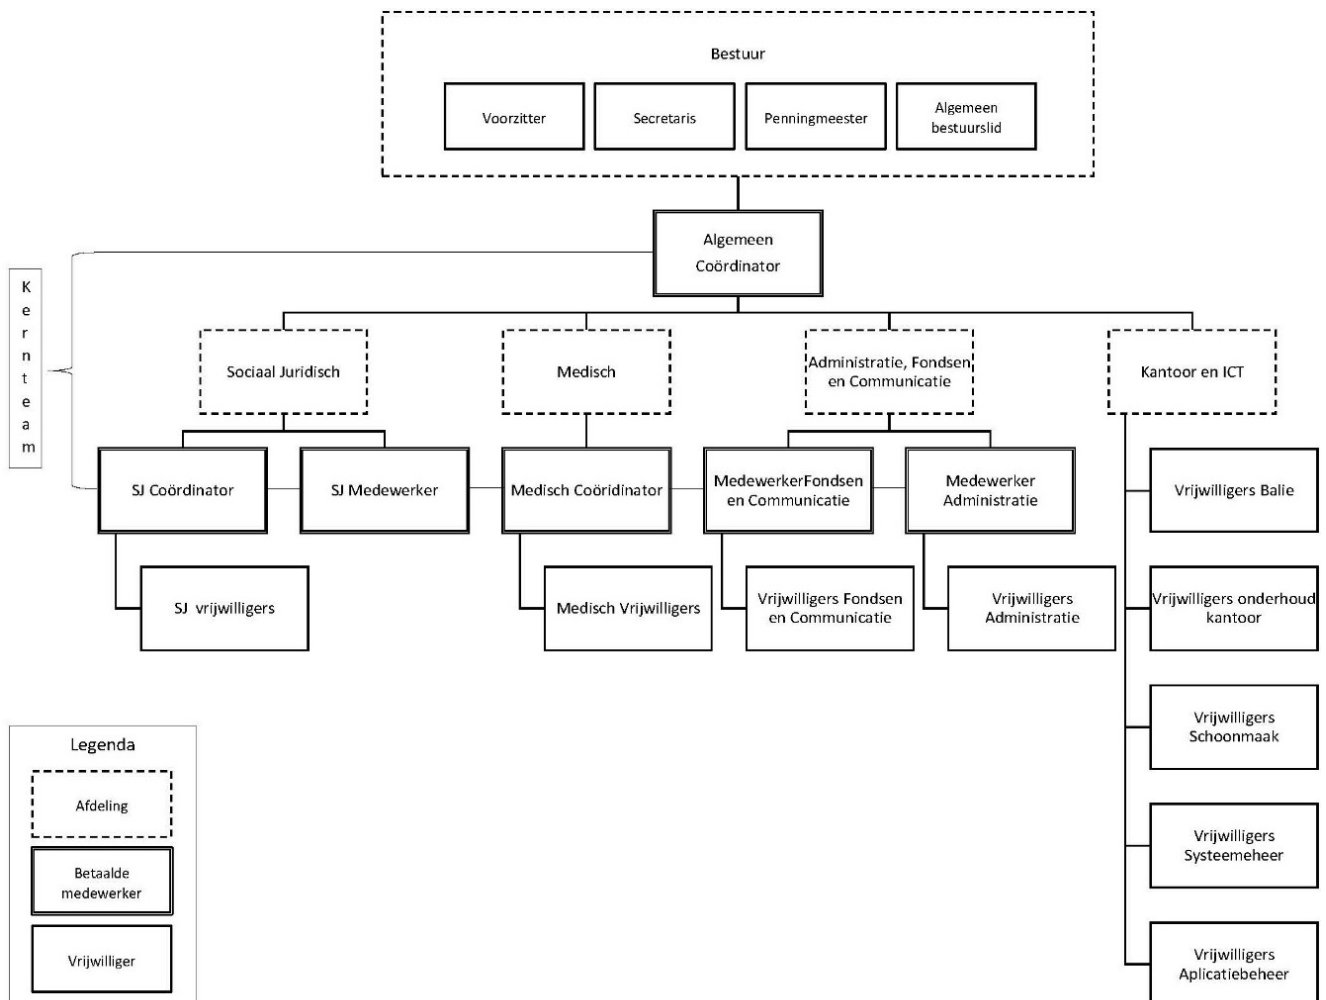 Bestuur
Voorzitter
Secretaris
Penningmeester
Algemeen
bestuurslid
Algemeen
Coördinator
K
e
r
n
t
e
a
m
Sociaal Juridisch
Medisch
Administratie, Fondsen
en Communicatie
Kantoor en ICT
SJ Coördinator
SJ Medewerker
Medisch Coöridinator
MedewerkerFondsen
en Communicatie
Medewerker
Administratie
Vrijwilligers Balie
SJ vrijwilligers
Medisch Vrijwilligers
Vrijwilligers Fondsen
en Communicatie
Vrijwilligers
Administratie
Vrijwilligers onderhoud
kantoor
Vrijwilligers
Schoonmaak
Vrijwilligers
Systeemeheer
Vrijwilligers
Aplicatiebeheer
Legenda
Afdeling
Betaalde
medewerker
Vrijwilliger